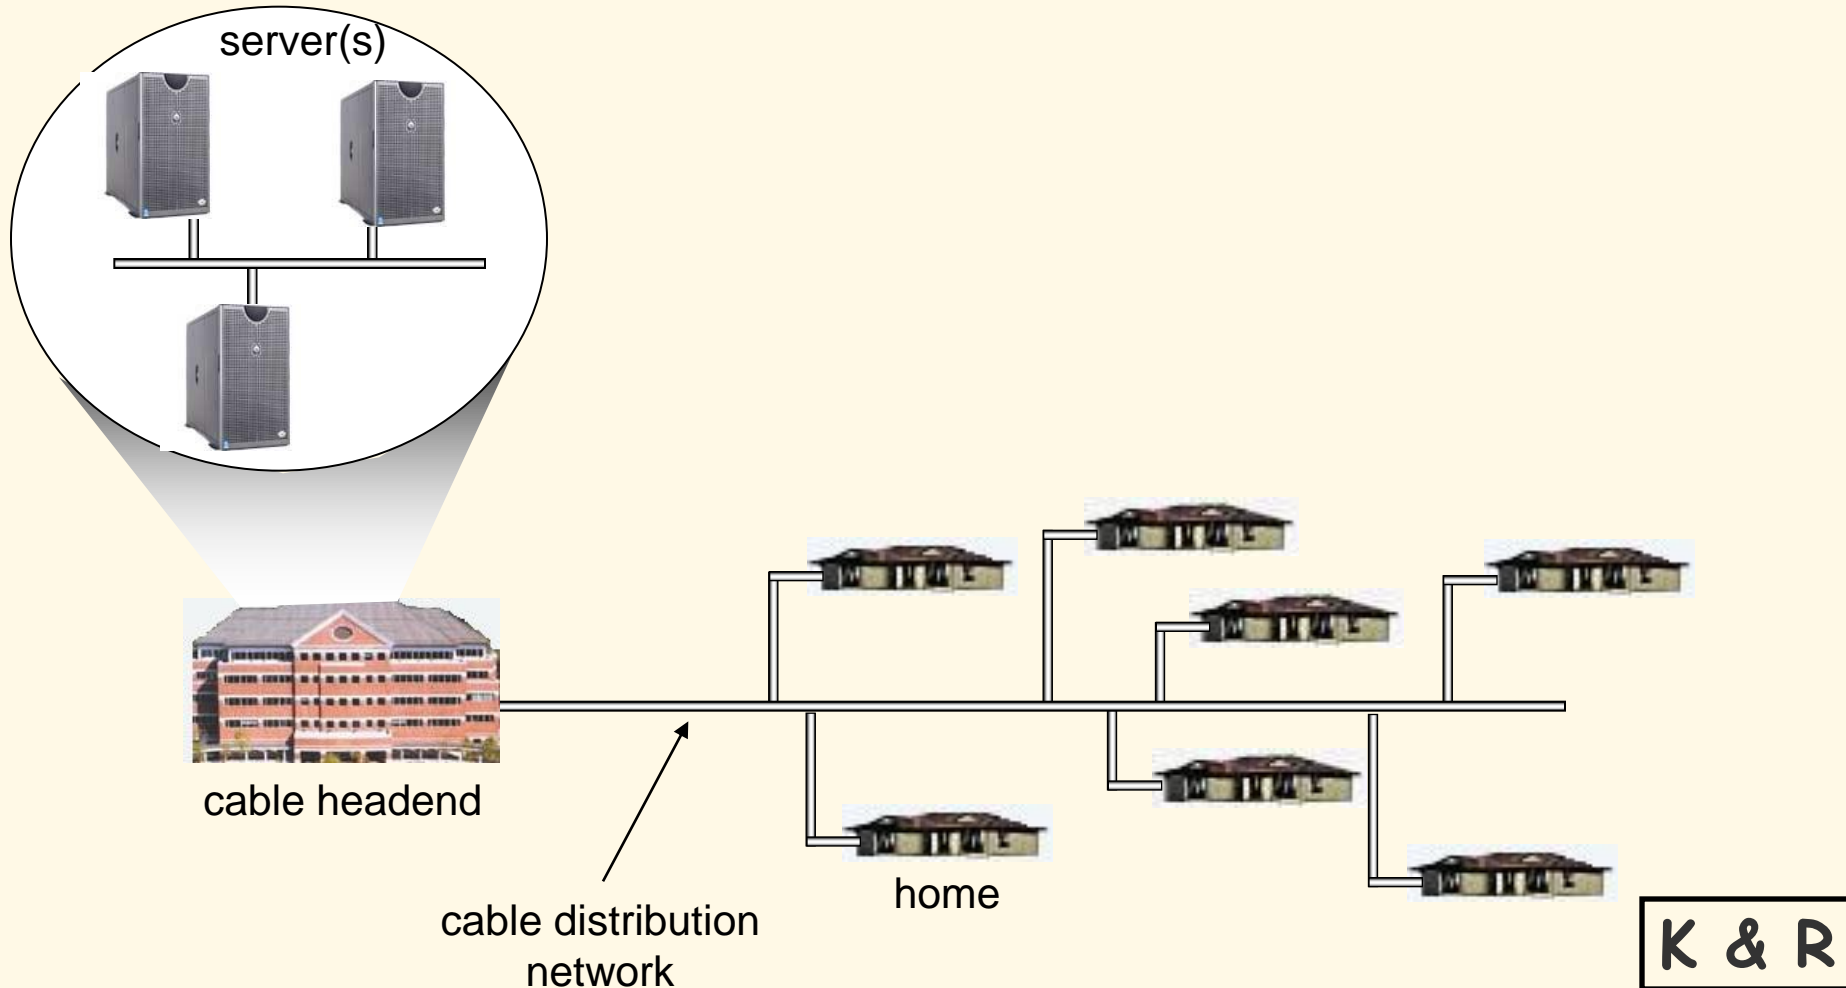 server(s)
cable headend
home
cable distribution
network
K & R